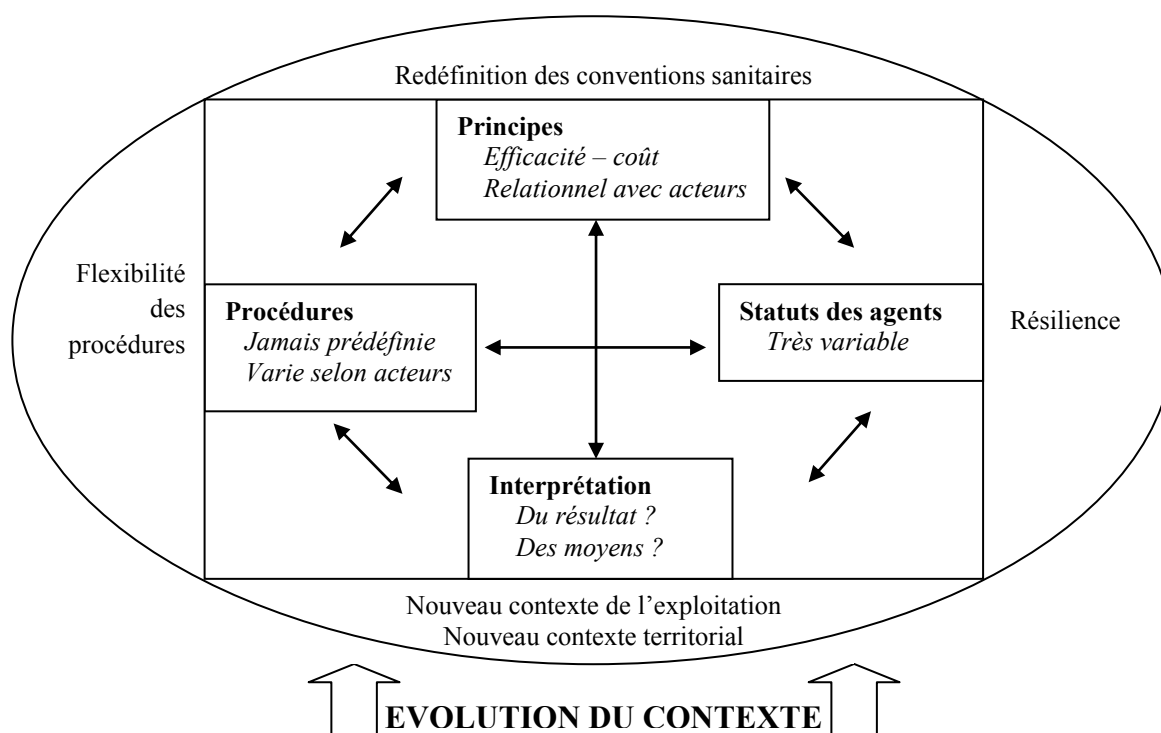 Redéfinition des conventions sanitaires
Principes
Efficacité – coût
Relationnel avec acteurs
Flexibilité
des
procédures
Procédures
Jamais prédéfinie
Varie selon acteurs
Statuts des agents
Très variable
Résilience
Interprétation
Du résultat ?
Des moyens ?
Nouveau contexte de l’exploitation
Nouveau contexte territorial
EVOLUTION DU CONTEXTE